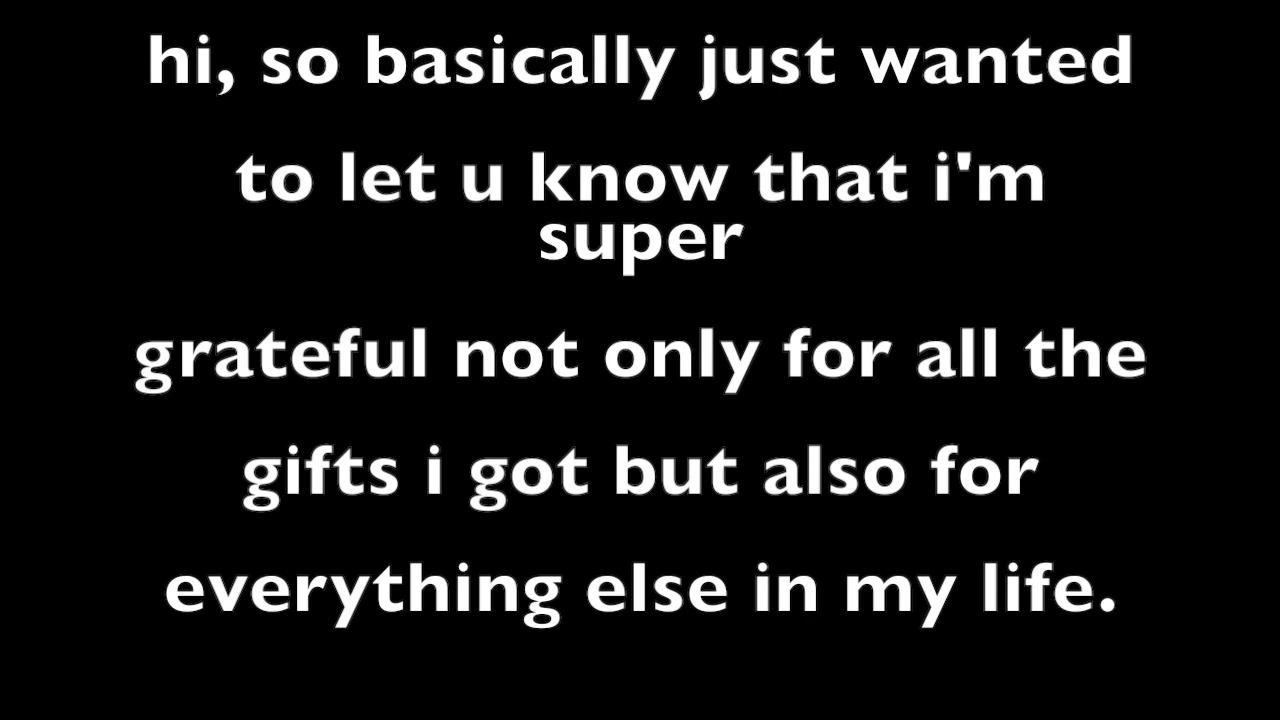 hi, so basically just wanted
to let u know that i'm
super
grateful not only for all the
gifts i got but also for
everything else in my life.